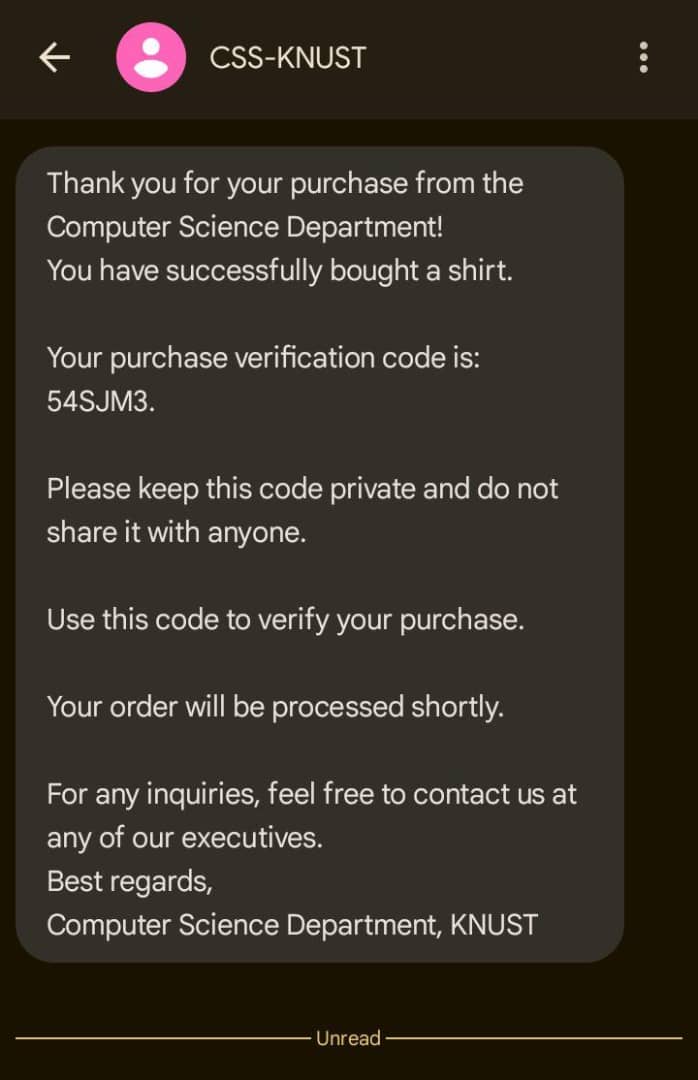 CSS-KNUST
Thank you for your purchase from the
Computer Science Department!
You have successfully bought a shirt.
Your purchase verification code is:
54SJM3.
Please keep this code private and do not
share it with anyone.
Use this code to verify your purchase.
Your order will be processed shortly.
For any inquiries, feel free to contact us at
any of our executives.
Best regards,
Computer Science Department, KNUST
Unread